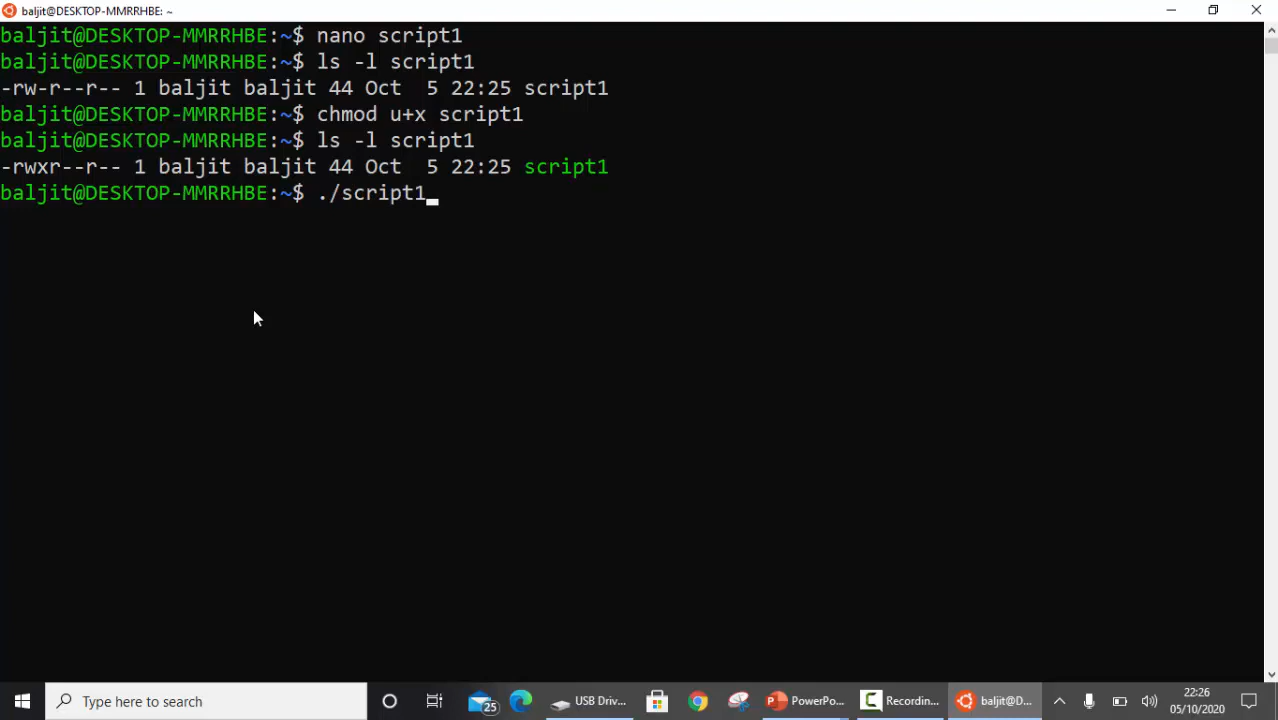 baljit@DESKTOP-MMRRHBE: ~
baljit@DESKTOP-MMRRHBE:~$ nano script1
baljit@DESKTOP-MMRRHBE:~$ ls -l script1
-rw-r--r-- 1 baljit baljit 44 Oct  5 22:25 script1
baljit@DESKTOP-MMRRHBE:~$ chmod u+x script1
baljit@DESKTOP-MMRRHBE:~$ ls -l script1
-rwxr--r-- 1 baljit baljit 44 Oct  5 22:25 script1
baljit@DESKTOP-MMRRHBE:~$ ./script1
Type here to search
25
USB Driv...
PowerPo...
Recording...
baljit@D...
22:26
05/10/2020